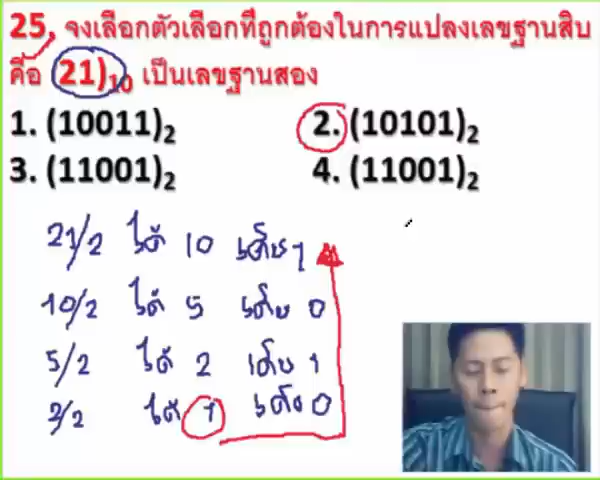 25. จงเลือกตัวเลือกที่ถูกต้องในการแปลงเลขฐานสิบ
คือ (21)10 เป็นเลขฐานสอง
1. (10011)2 2. (10101)2
3. (11001)2 4. (11001)2
21/2 ได้ 10 เศษ 1
10/2 ได้ 5 เศษ 0
5/2 ได้ 2 เศษ 1
2/2 ได้ 1 เศษ 0